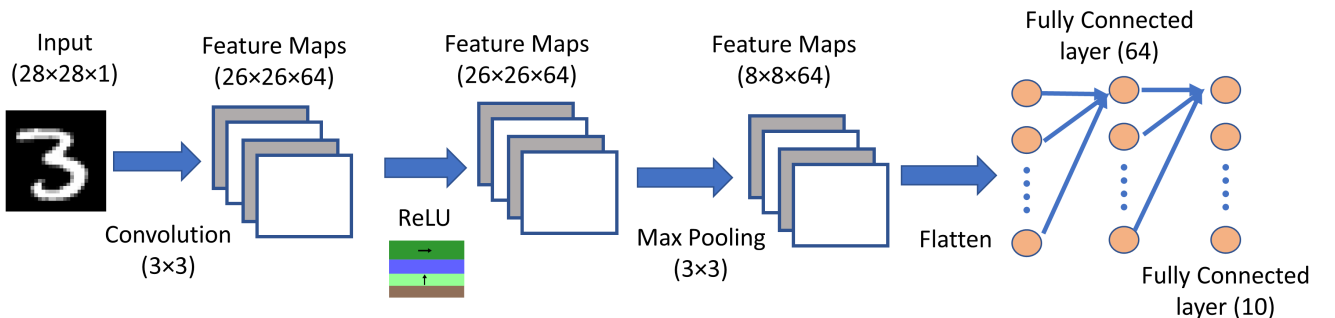 Input
(28×28×1)
Feature Maps
(26×26×64)
Feature Maps
(26×26×64)
Feature Maps
(8×8×64)
Fully Connected
layer (64)
Convolution
(3×3)
ReLU
Max Pooling
(3×3)
Flatten
Fully Connected
layer (10)